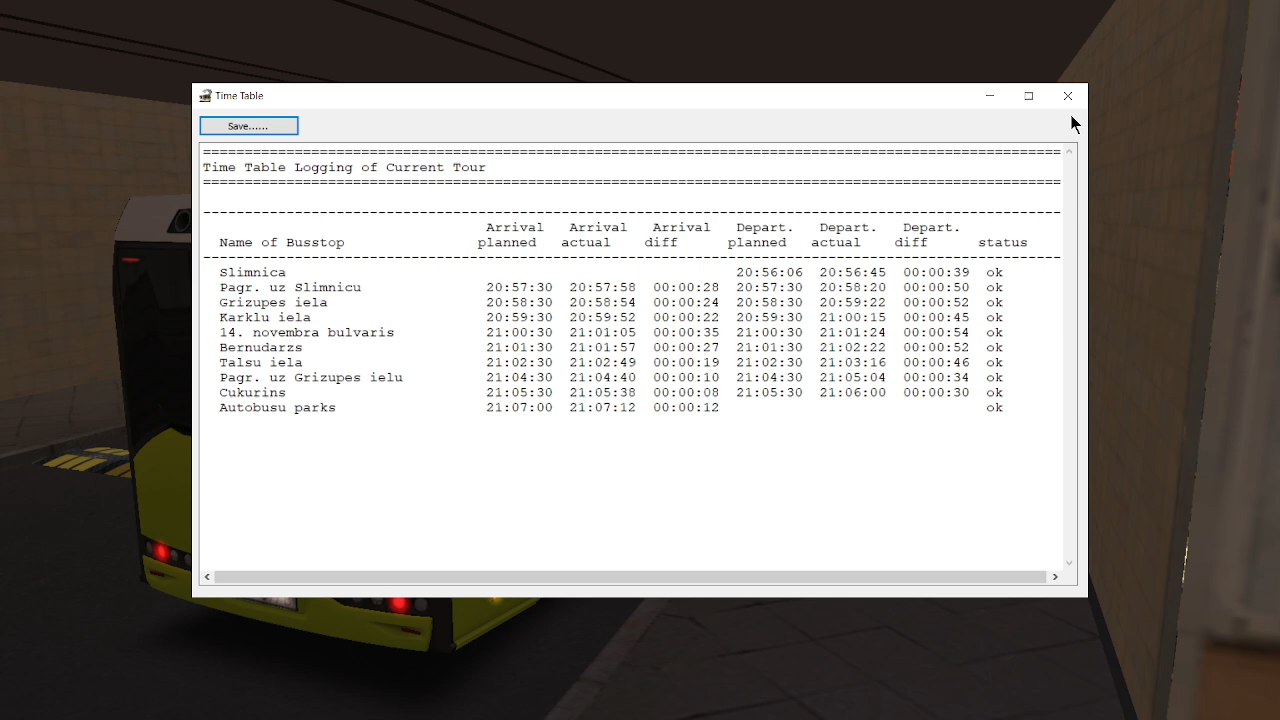 Time Table
Save......
=======================================================================================================
Time Table Logging of Current Tour
=======================================================================================================
-------------------------------------------------------------------------------------------------------
Arrival Arrival Arrival Depart. Depart. Depart.
Name of Busstop planned actual diff planned actual diff status
-------------------------------------------------------------------------------------------------------
Slimnica 20:56:06 20:56:45 00:00:39 ok
Pagr. uz Slimnicu 20:57:30 20:57:58 00:00:28 20:57:30 20:58:20 00:00:50 ok
Grizupes iela 20:58:30 20:58:54 00:00:24 20:58:30 20:59:22 00:00:52 ok
Karklu iela 20:59:30 20:59:52 00:00:22 20:59:30 21:00:15 00:00:45 ok
14. novembra bulvaris 21:00:30 21:01:05 00:00:35 21:00:30 21:01:24 00:00:54 ok
Bernudarzs 21:01:30 21:01:57 00:00:27 21:01:30 21:02:22 00:00:52 ok
Talsu iela 21:02:30 21:02:49 00:00:19 21:02:30 21:03:16 00:00:46 ok
Pagr. uz Grizupes ielu 21:04:30 21:04:40 00:00:10 21:04:30 21:05:04 00:00:34 ok
Cukurins 21:05:30 21:05:38 00:00:08 21:05:30 21:06:00 00:00:30 ok
Autobusu parks 21:07:00 21:07:12 00:00:12 ok